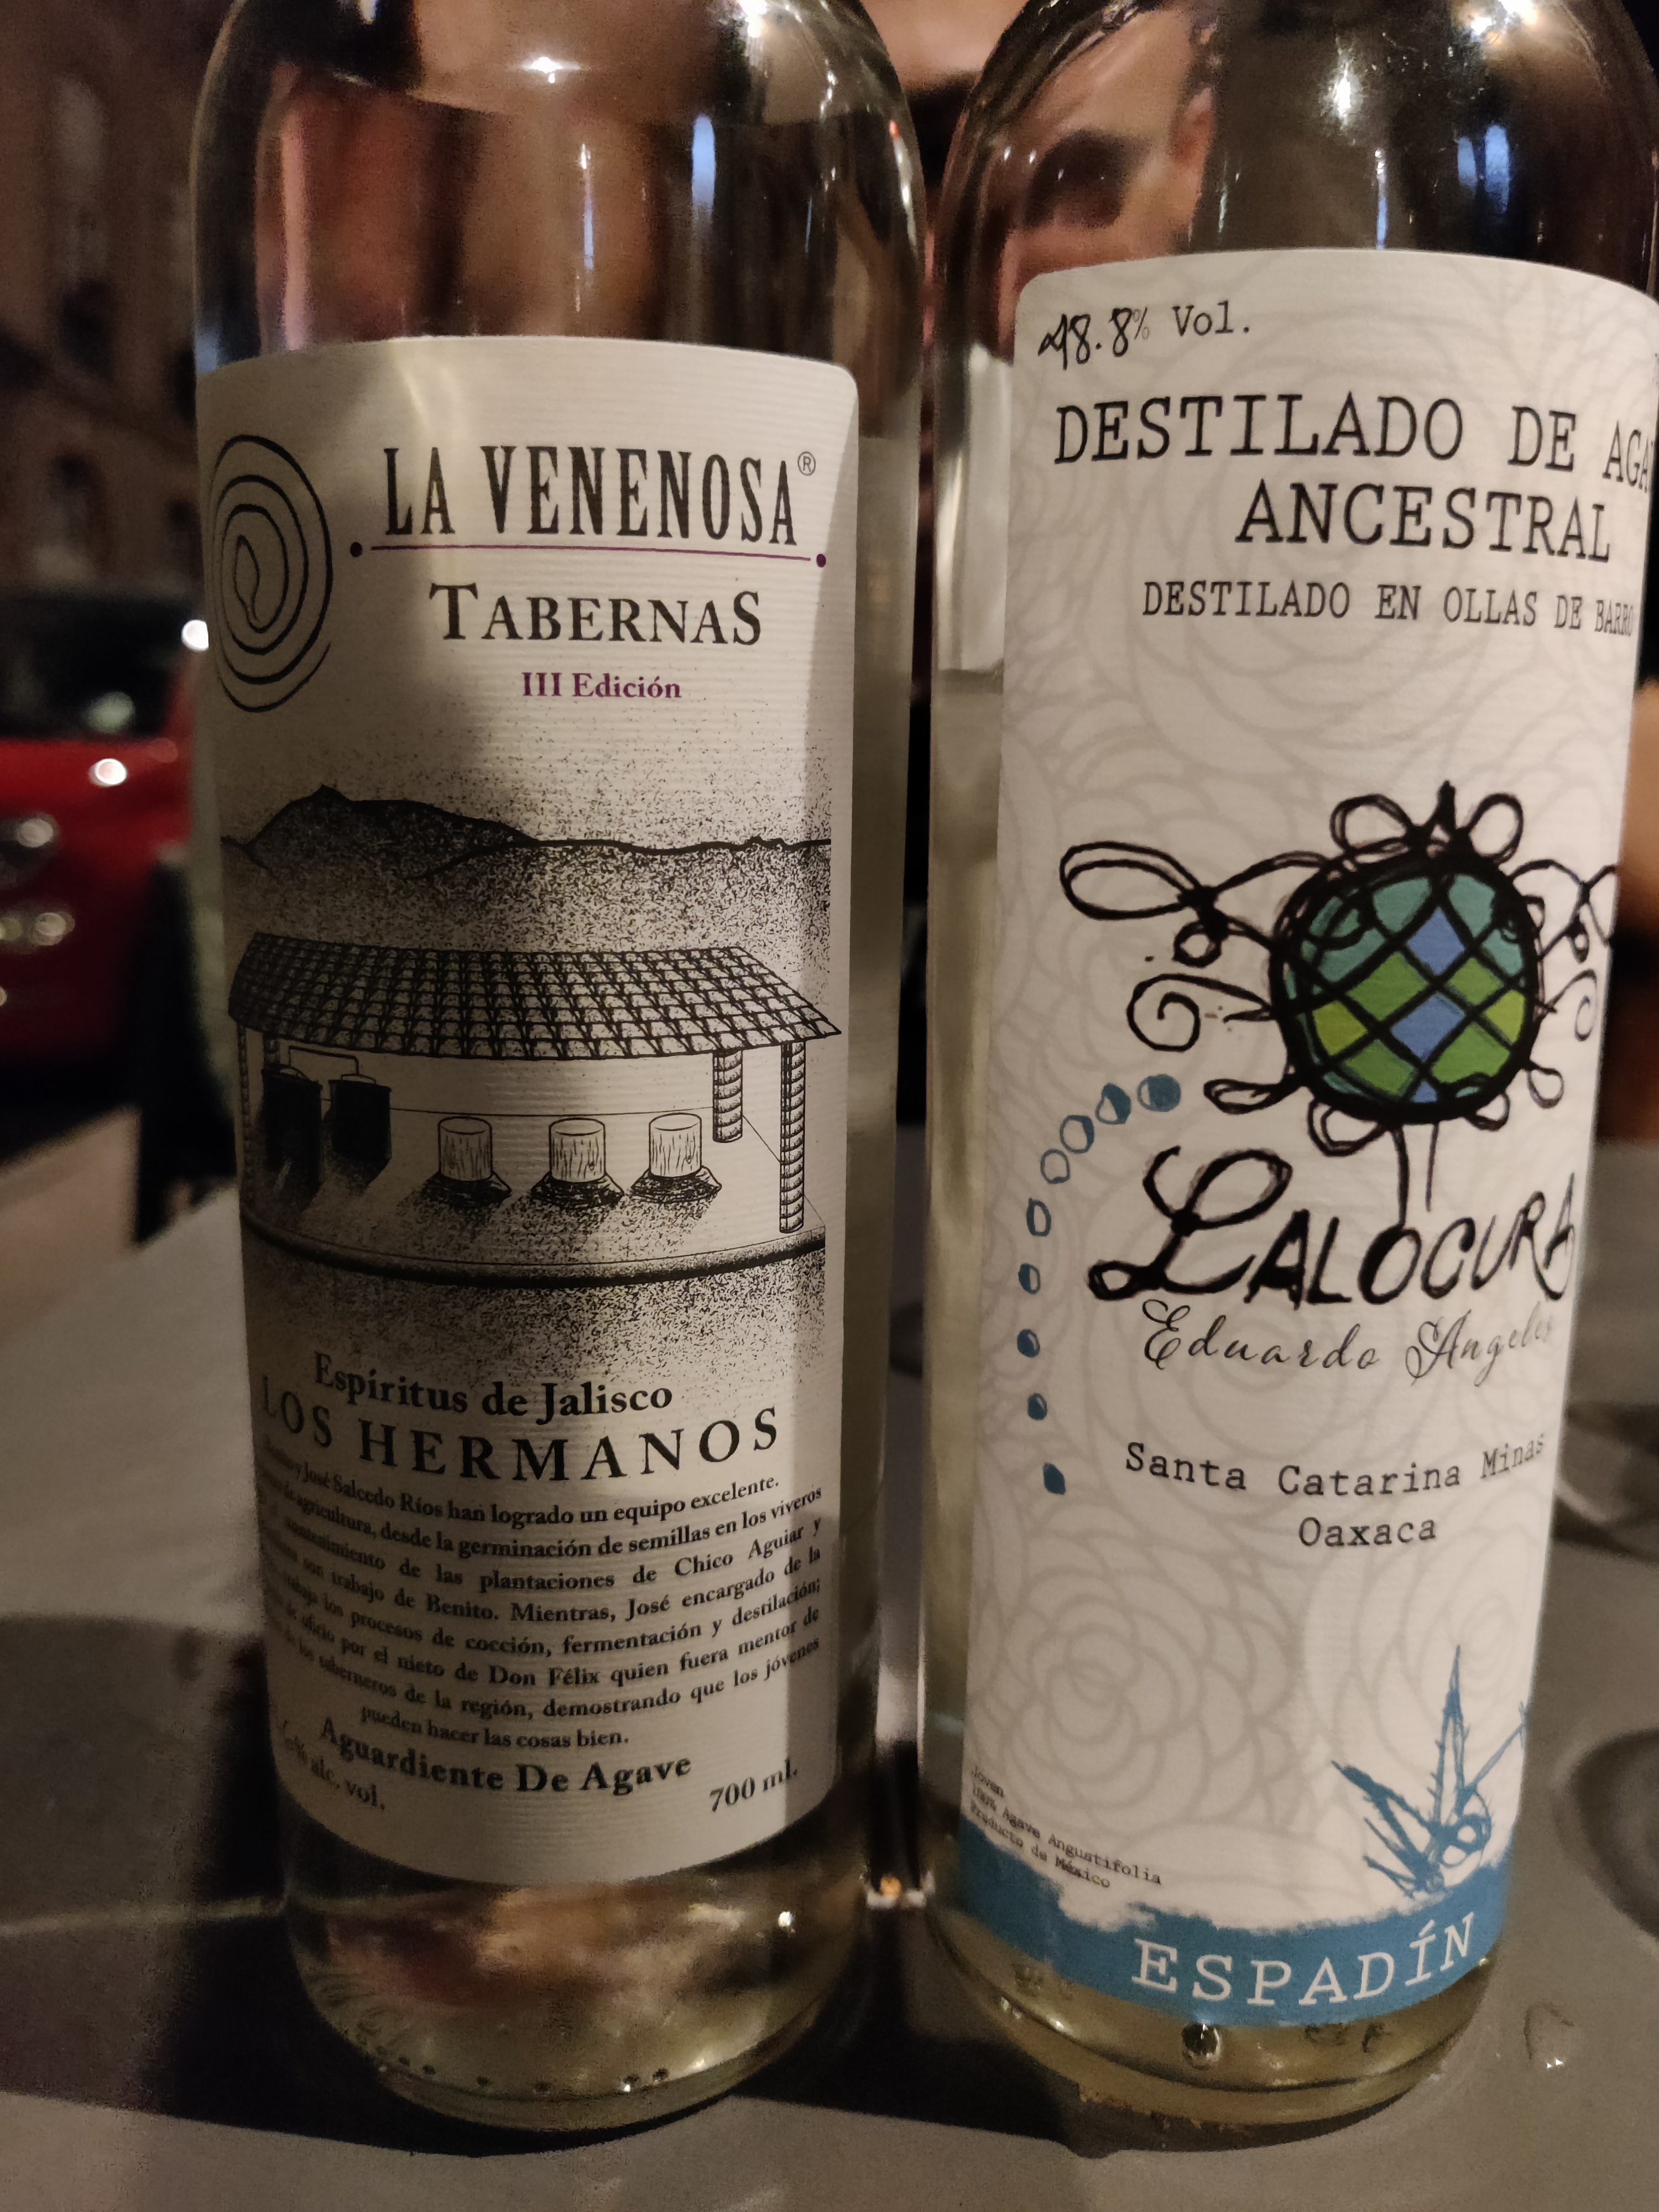 LA VENENOSA®
TABERNAS
III Edición
Espíritus de Jalisco
LOS HERMANOS
y José Salcedo Ríos han logrado un equipo excelente.
de agricultura, desde la germinación de semillas en los viveros
mantenimiento de las plantaciones de Chico Aguiar y
son trabajo de Benito. Mientras, José encargado de la
los procesos de cocción, fermentación y destilación;
de oficio por el nieto de Don Félix quien fuera mentor de
de los taberneros de la región, demostrando que los jóvenes
pueden hacer las cosas bien.
Aguardiente De Agave
% alc. vol.
700 ml.
48.8% Vol.
DESTILADO DE AGA
ANCESTRAL
DESTILADO EN OLLAS DE BARRO
LALOCURA
Eduardo Angeles
Santa Catarina Minas
Oaxaca
Joven
100% Agave Angustifolia
Producto de México
ESPADÍN